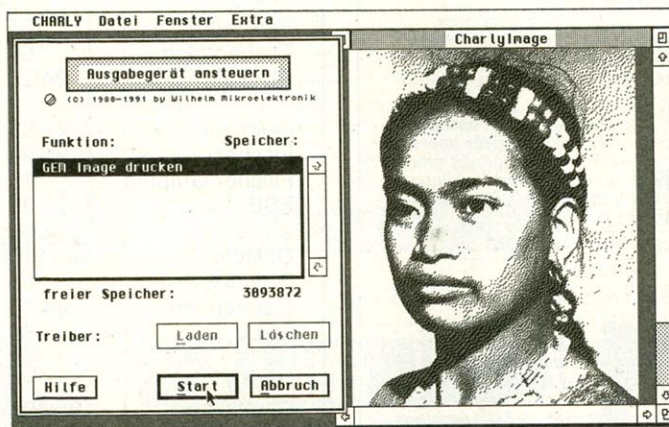 CHARLY Datei Fenster Extra
CharlyImage
Ausgabegerät ansteuern
(C) 1988-1991 by Wilhelm Mikroelektronik
Funktion: Speicher:
GEM Image drucken
freier Speicher: 3093872
Treiber: Laden Löschen
Hilfe Start Abbruch